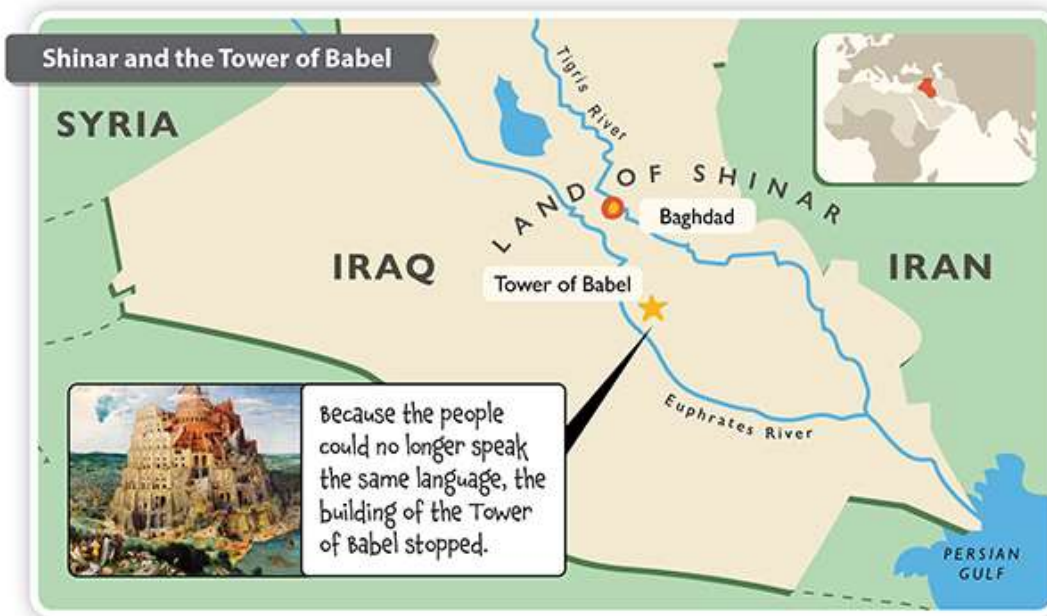 Shinar and the Tower of Babel
SYRIA
Tigris River
LAND OF SHINAR
Baghdad
IRAQ
IRAN
Tower of Babel
Because the people
could no longer speak
the same language, the
building of the Tower
of Babel stopped.
Euphrates River
PERSIAN
GULF